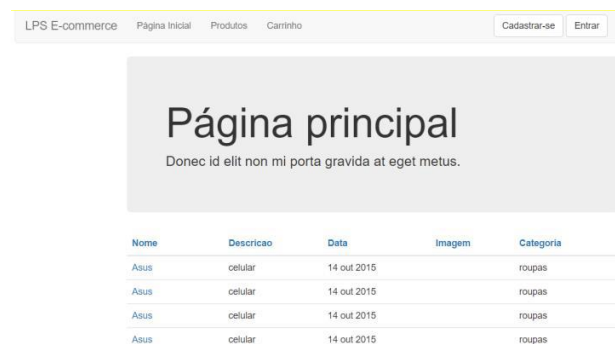 LPS E-commerce Página Inicial Produtos Carrinho Cadastrar-se Entrar
Página principal
Donec id elit non mi porta gravida at eget metus.
Nome Descricao Data Imagem Categoria
Asus celular 14 out 2015 roupas
Asus celular 14 out 2015 roupas
Asus celular 14 out 2015 roupas
Asus celular 14 out 2015 roupas